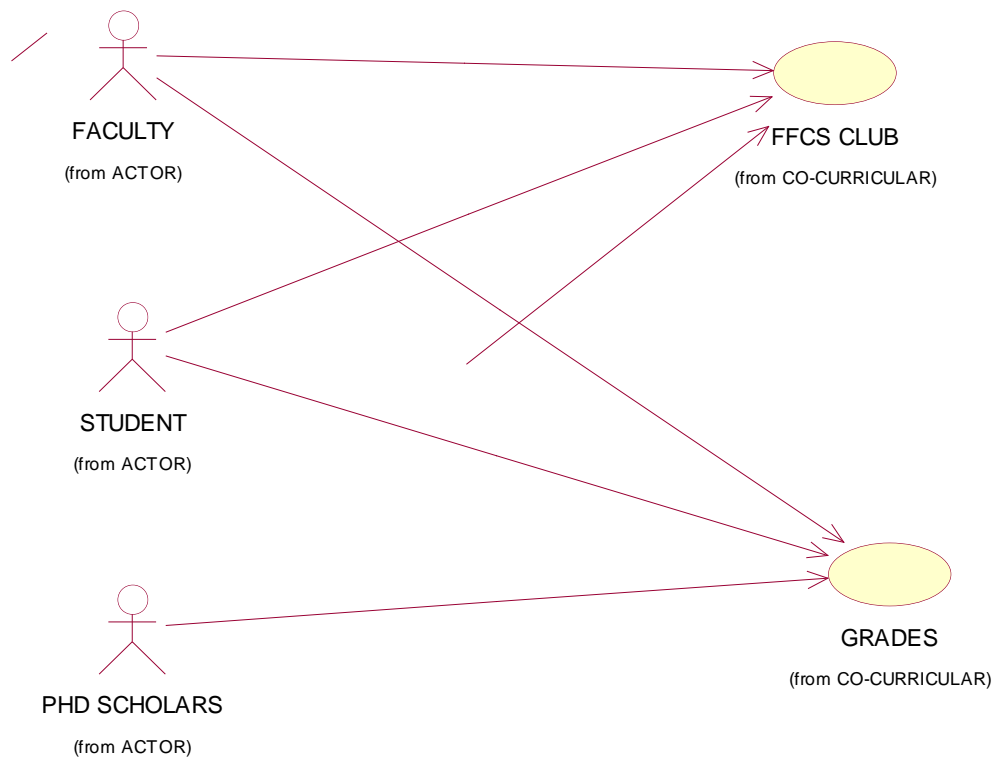 FACULTY
(from ACTOR)
FFCS CLUB
(from CO-CURRICULAR)
STUDENT
(from ACTOR)
GRADES
(from CO-CURRICULAR)
PHD SCHOLARS
(from ACTOR)